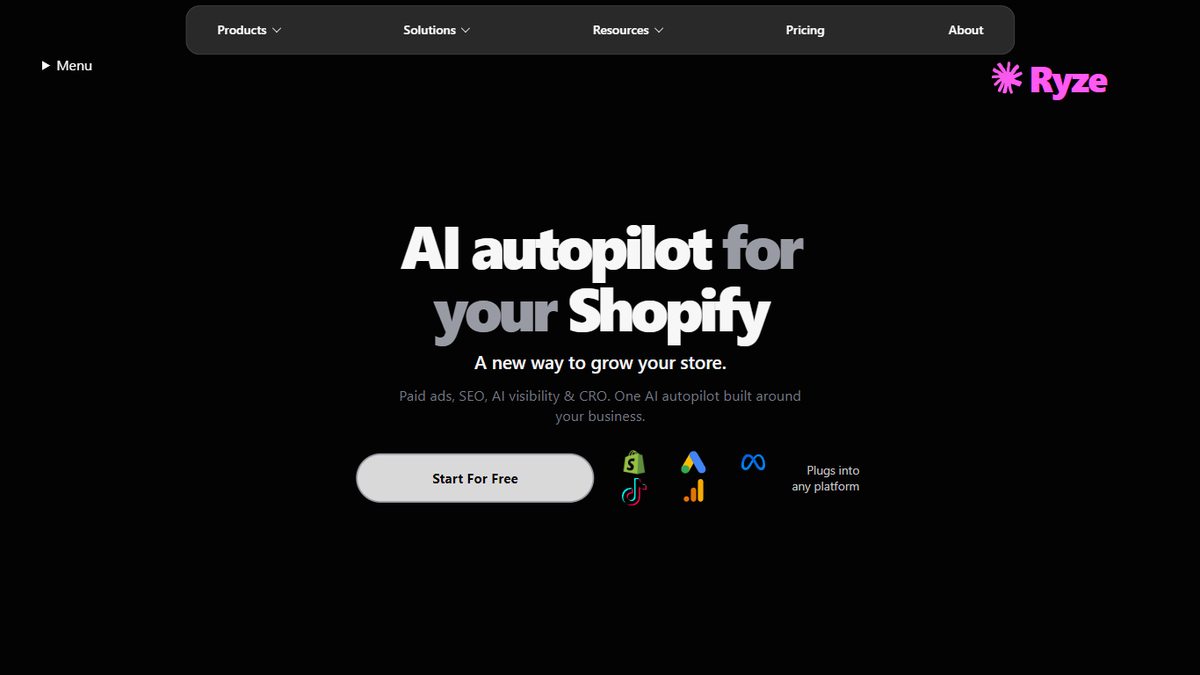 Products
Solutions
Resources
Pricing
About
Menu
Ryze
AI autopilot for
your Shopify
A new way to grow your store.
Paid ads, SEO, AI visibility & CRO. One AI autopilot built around
your business.
Start For Free
Plugs into
any platform